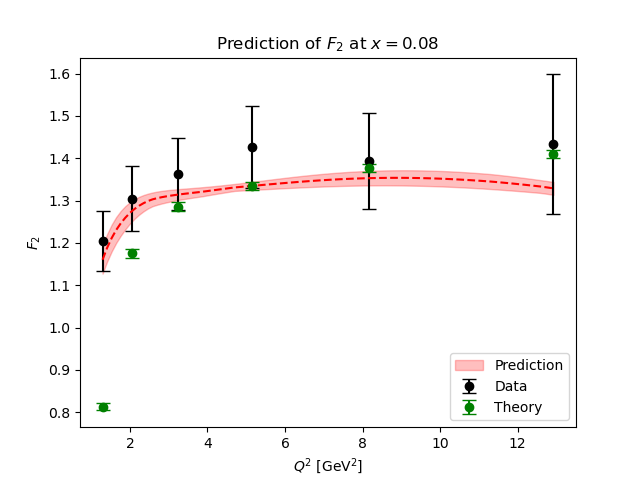 Prediction of F₂ at x = 0.08
1.6
1.5
1.4
1.3
1.2
1.1
1.0
0.9
0.8
F₂
2 4 6 8 10 12
Q² [GeV²]
Prediction
Data
Theory